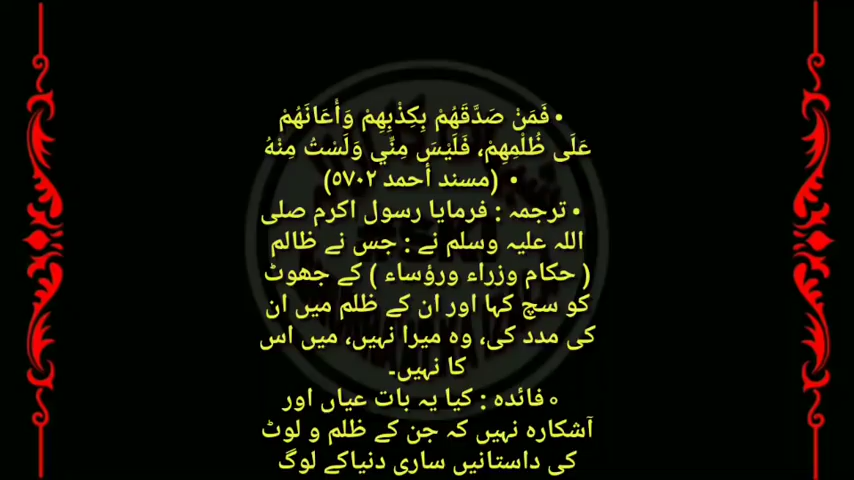 • فَمَنْ صَدَّقَهُمْ بِكِذْبِهِمْ وَأَعَانَهُمْ
عَلَى ظُلْمِهِمْ، فَلَيْسَ مِنِّي وَلَسْتُ مِنْهُ
• (مسند أحمد ٥٧٠٢)
• ترجمہ : فرمایا رسول اکرم صلی
اللہ علیہ وسلم نے : جس نے ظالم
( حکام وزراء ورؤساء ) کے جھوٹ
کو سچ کہا اور ان کے ظلم میں ان
کی مدد کی، وہ میرا نہیں، میں اس
کا نہیں۔
◦ فائدہ : کیا یہ بات عیاں اور
آشکارہ نہیں کہ جن کے ظلم و لوٹ
کی داستانیں ساری دنیاکے لوگ